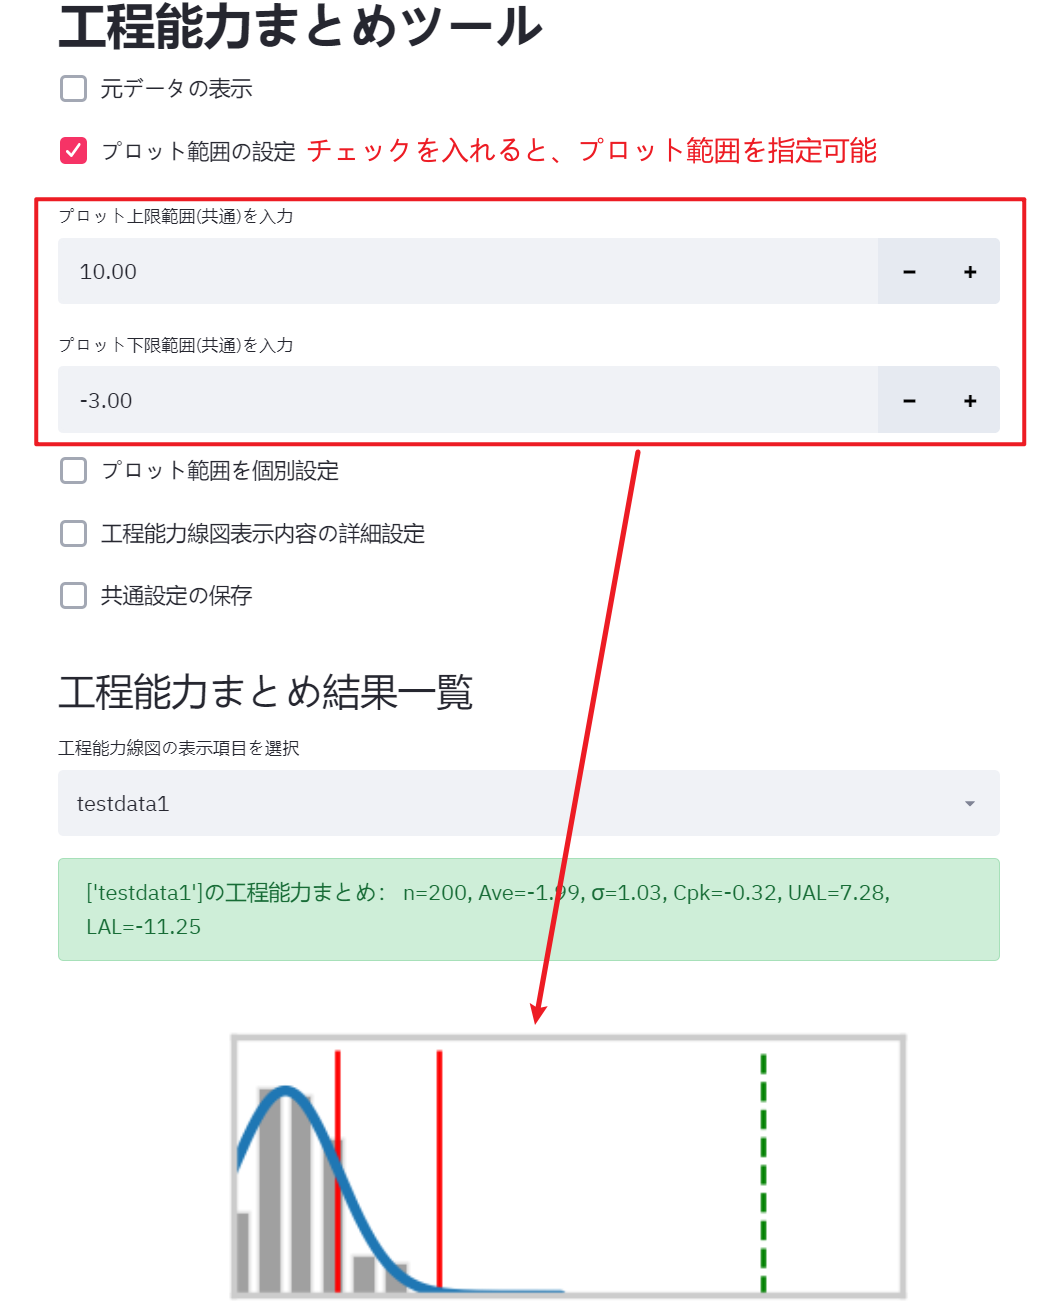 工程能力まとめツール
元データの表示
プロット範囲の設定 チェックを入れると、プロット範囲を指定可能
プロット上限範囲(共通)を入力
10.00
プロット下限範囲(共通)を入力
-3.00
プロット範囲を個別設定
工程能力線図表示内容の詳細設定
共通設定の保存
工程能力まとめ結果一覧
工程能力線図の表示項目を選択
testdata1
['testdata1']の工程能力まとめ： n=200, Ave=-1.99, σ=1.03, Cpk=-0.32, UAL=7.28,
LAL=-11.25